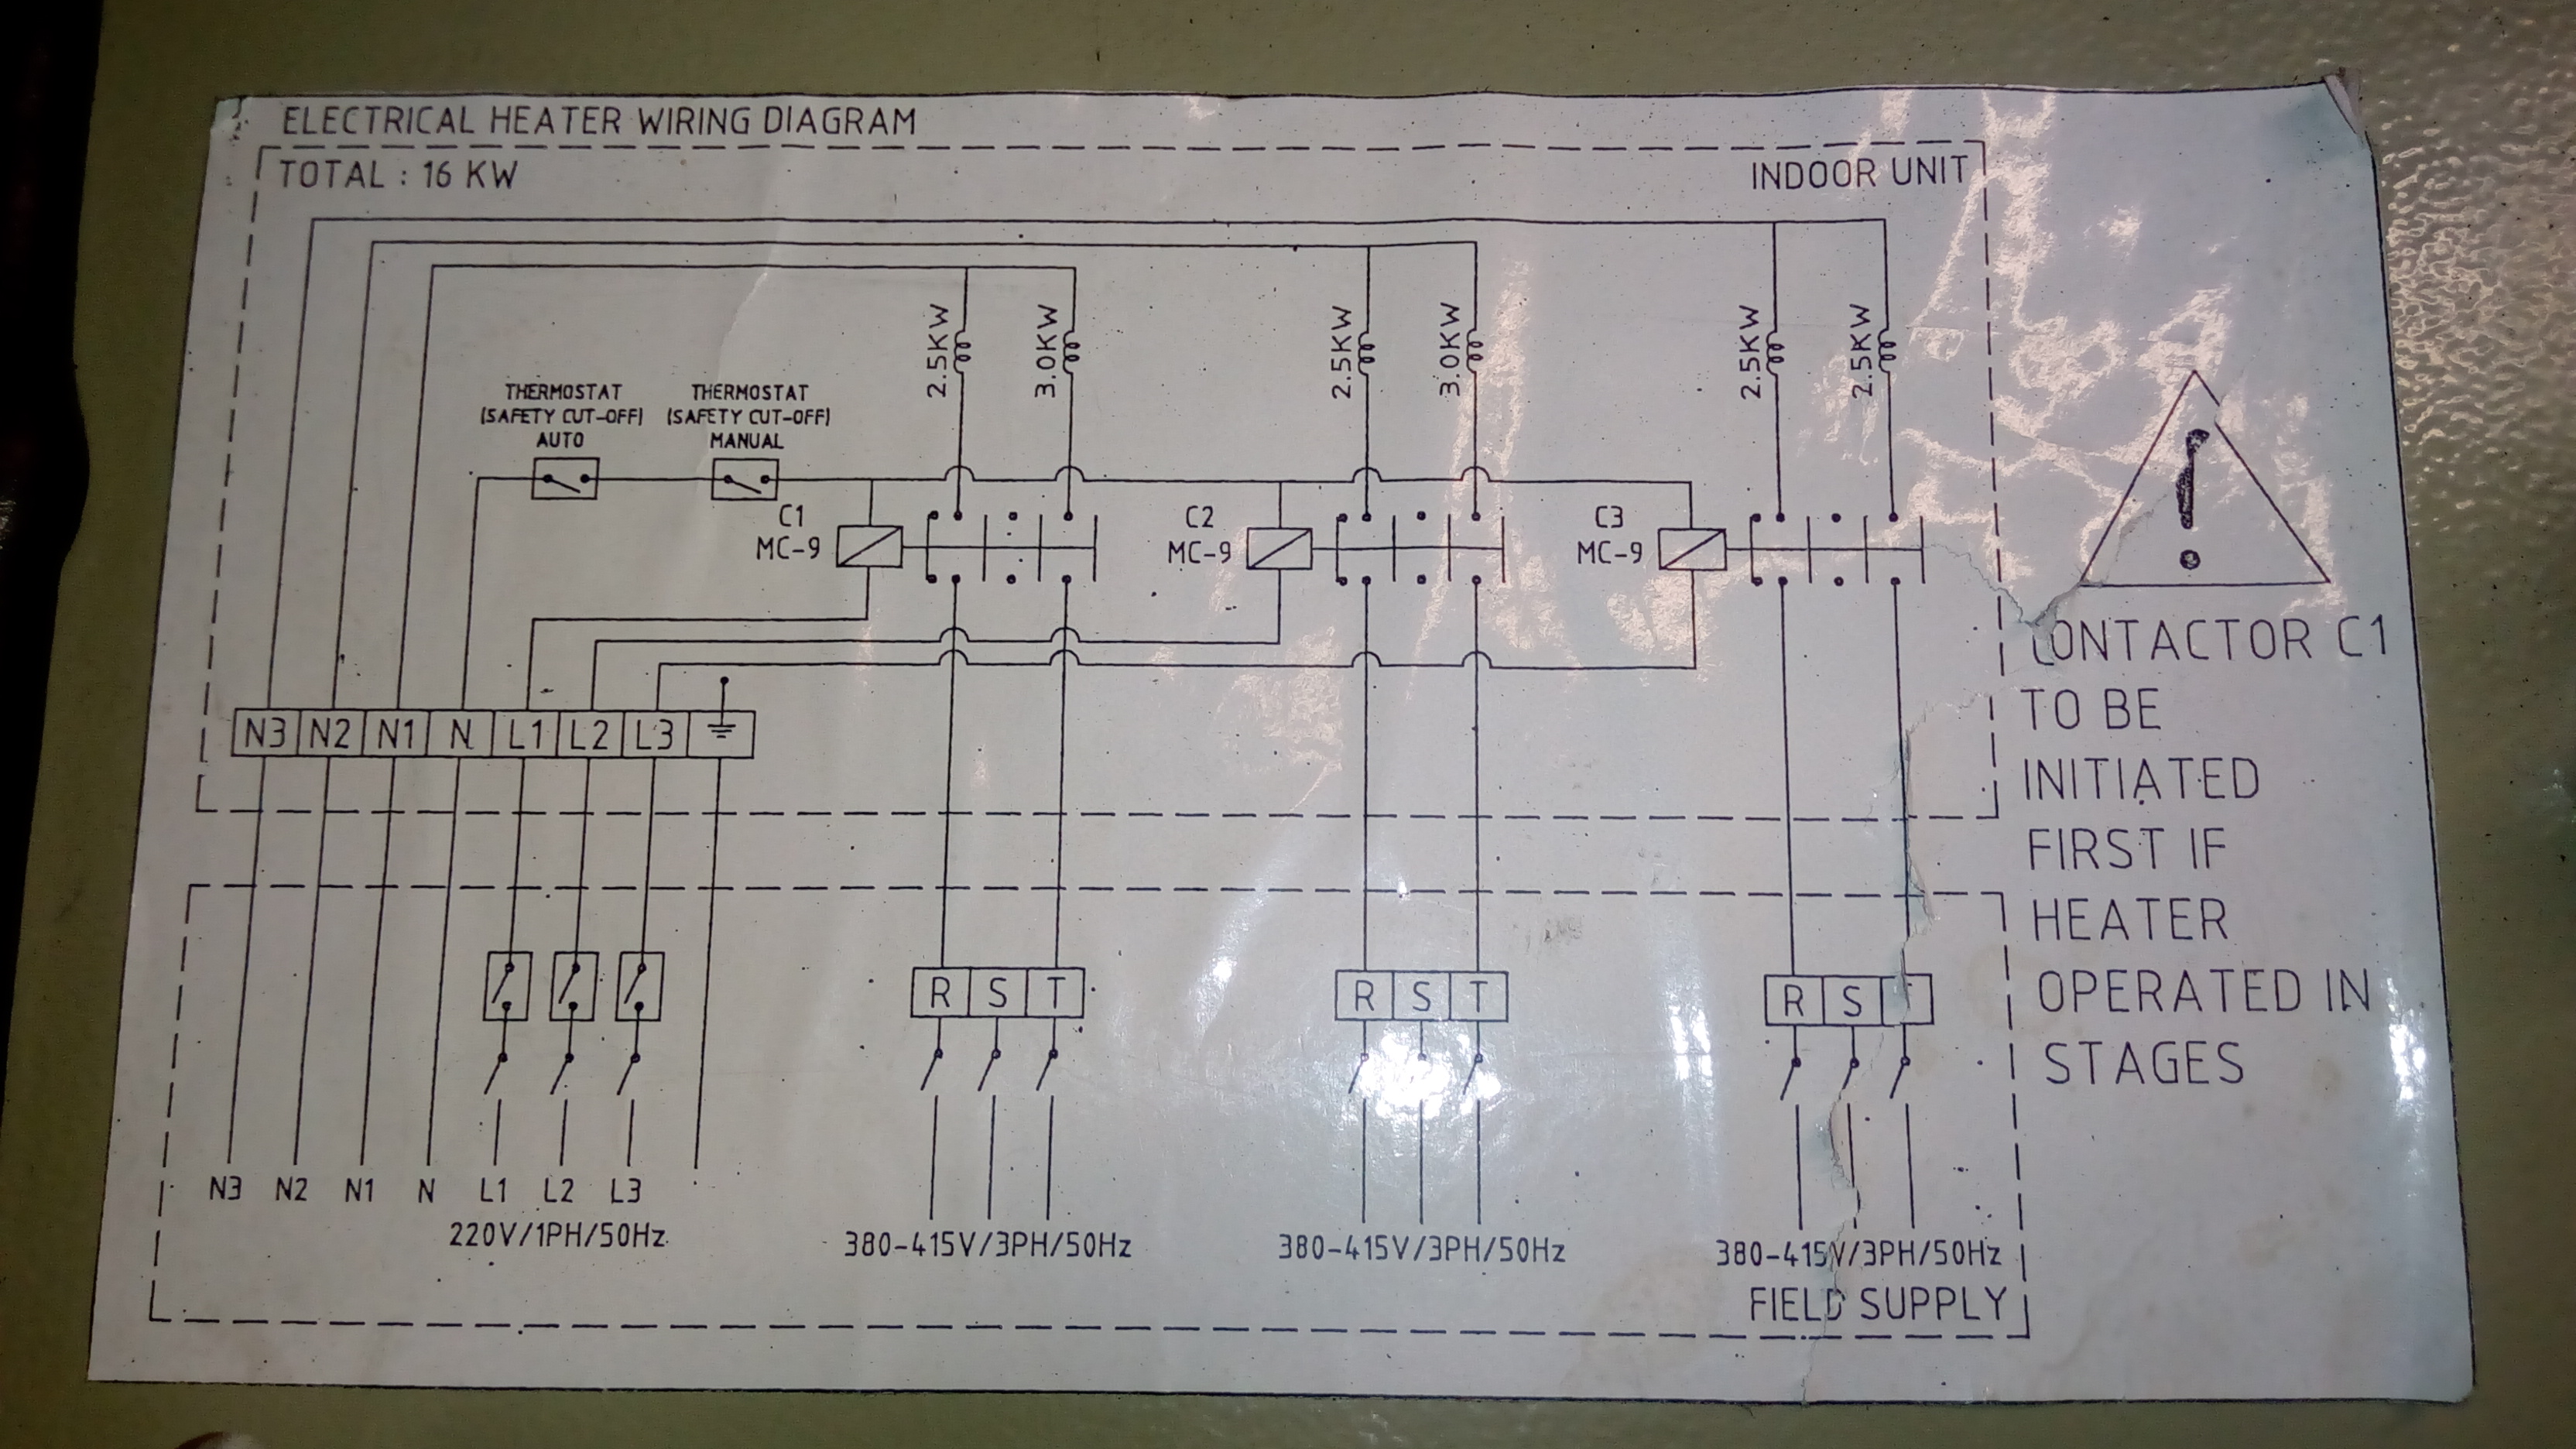 ELECTRICAL HEATER WIRING DIAGRAM
TOTAL : 16 KW
INDOOR UNIT
2.5KW
3.0KW
2.5KW
3.0KW
2.5KW
2.5KW
THERMOSTAT
(SAFETY CUT-OFF)
AUTO
THERMOSTAT
(SAFETY CUT-OFF)
MANUAL
C1
MC-9
C2
MC-9
C3
MC-9
N3 N2 N1 N L1 L2 L3
R S T
R S T
R S
N3 N2 N1 N L1 L2 L3
220V/1PH/50Hz
380-415V/3PH/50Hz
380-415V/3PH/50Hz
380-415V/3PH/50Hz
FIELD SUPPLY
!
CONTACTOR C1
TO BE
INITIATED
FIRST IF
HEATER
OPERATED IN
STAGES